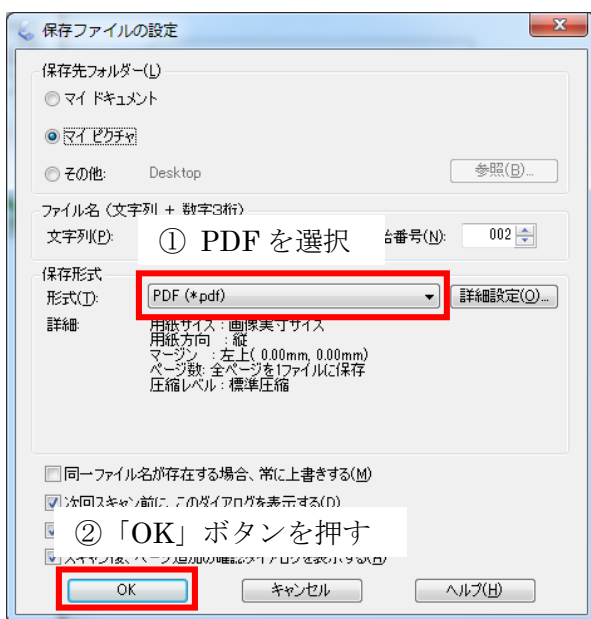 保存ファイルの設定
保存先フォルダー(L)
マイ ドキュメント
マイ ピクチャ
その他: Desktop 参照(B)...
ファイル名 (文字列 + 数字3桁)
文字列(P): 番号(N): 002
① PDF を選択
保存形式
形式(T): PDF (*pdf) 詳細設定(O)...
詳細: 用紙サイズ : 画像実寸サイズ
用紙方向 : 縦
マージン : 左上( 0.00mm, 0.00mm)
ページ数: 全ページを1ファイルに保存
圧縮レベル : 標準圧縮
同一ファイル名が存在する場合、常に上書きする(M)
次回スキャン前に、このダイアログを表示する(D)
②「OK」ボタンを押す
スキャン後、ページ追加の確認ダイアログを表示する(A)
OK キャンセル ヘルプ(H)